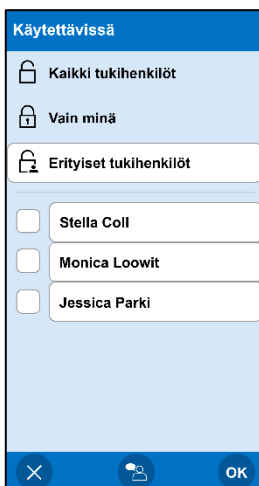 Käytettävissä
Kaikki tukihenkilöt
Vain minä
Erityiset tukihenkilöt
Stella Coll
Monica Loowit
Jessica Parki
OK